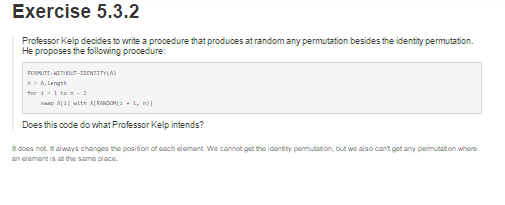 Exercise 5.3.2
Professor Kelp decides to write a procedure that produces at random any permutation besides the identity permutation.
He proposes the following procedure:
PERMUTE-WITHOUT-IDENTITY(A)
n = A.length
for i = 1 to n - 1
swap A[i] with A[RANDOM(i + 1, n)]
Does this code do what Professor Kelp intends?
It does not. It always changes the position of each element. We cannot get the identity permutation, but we also can't get any permutation where
an element is at the same place.